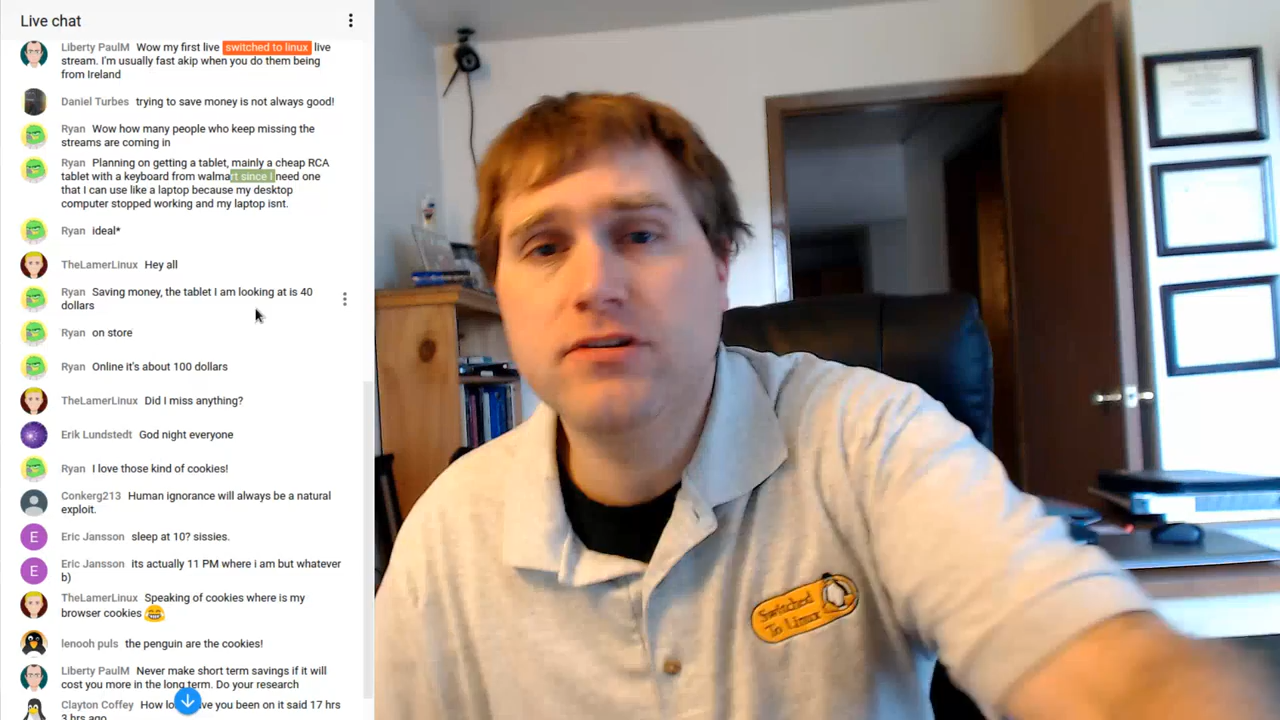 Live chat
Liberty PaulM Wow my first live switched to linux live
stream. I'm usually fast akip when you do them being
from Ireland
Daniel Turbes trying to save money is not always good!
Ryan Wow how many people who keep missing the
streams are coming in
Ryan Planning on getting a tablet, mainly a cheap RCA
tablet with a keyboard from walmart since I need one
that I can use like a laptop because my desktop
computer stopped working and my laptop isnt.
Ryan ideal*
TheLamerLinux Hey all
Ryan Saving money, the tablet I am looking at is 40
dollars
Ryan on store
Ryan Online it's about 100 dollars
TheLamerLinux Did I miss anything?
Erik Lundstedt God night everyone
Ryan I love those kind of cookies!
Conkerg213 Human ignorance will always be a natural
exploit.
E Eric Jansson sleep at 10? sissies.
E Eric Jansson its actually 11 PM where i am but whatever
b)
TheLamerLinux Speaking of cookies where is my
browser cookies 😁
lenooh puls the penguin are the cookies!
Liberty PaulM Never make short term savings if it will
cost you more in the long term. Do your research
Clayton Coffey How ve you been on it said 17 hrs
3 hrs ago
Switched
To Linux